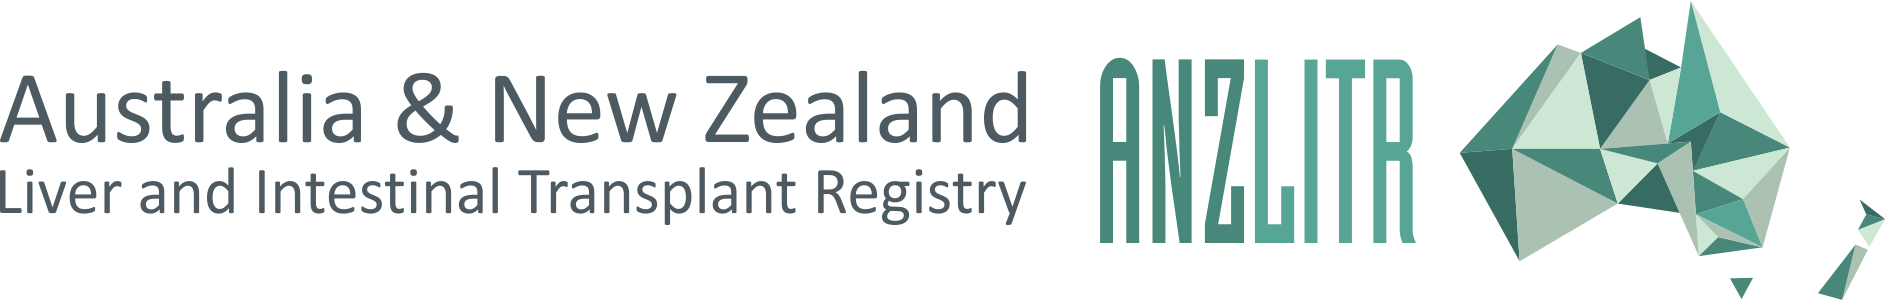 Australia & New Zealand
Liver and Intestinal Transplant Registry
ANZLITR